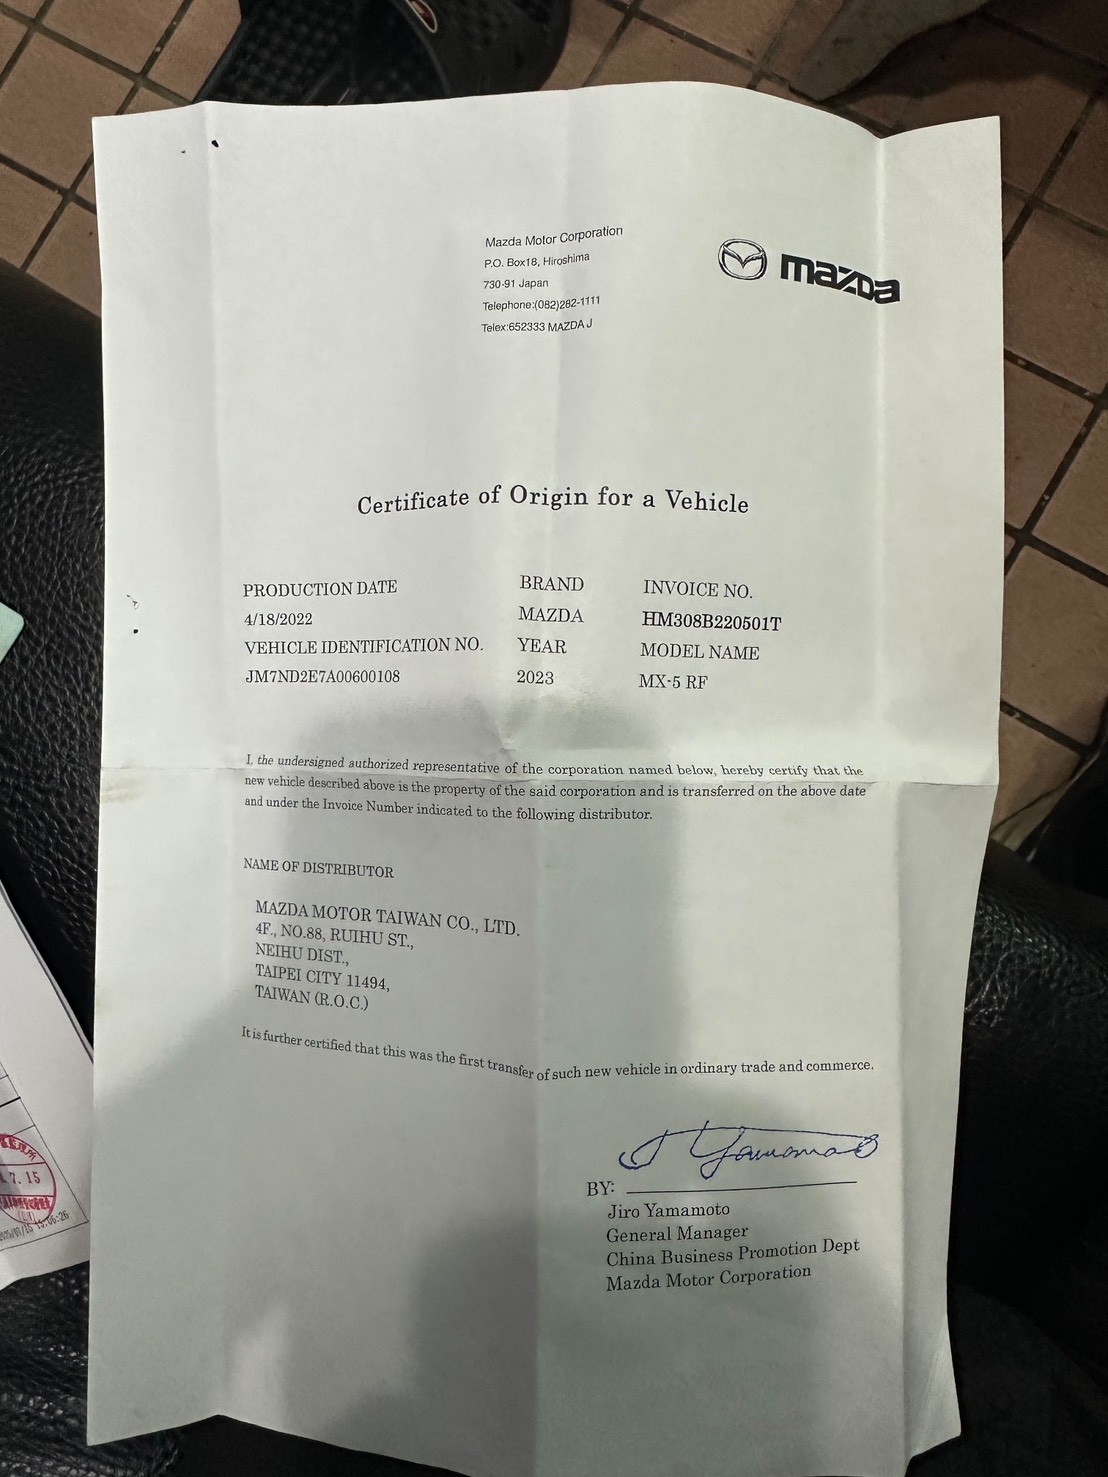 Mazda Motor Corporation
P.O. Box18, Hiroshima
730-91 Japan
Telephone:(082)282-1111
Telex:652333 MAZDA J
mazda
Certificate of Origin for a Vehicle
PRODUCTION DATE BRAND INVOICE NO.
4/18/2022 MAZDA HM308B220501T
VEHICLE IDENTIFICATION NO. YEAR MODEL NAME
JM7ND2E7A00600108 2023 MX-5 RF
I, the undersigned authorized representative of the corporation named below, hereby certify that the
new vehicle described above is the property of the said corporation and is transferred on the above date
and under the Invoice Number indicated to the following distributor.
NAME OF DISTRIBUTOR
MAZDA MOTOR TAIWAN CO., LTD.
4F., NO.88, RUIHU ST.,
NEIHU DIST.,
TAIPEI CITY 11494,
TAIWAN (R.O.C.)
It is further certified that this was the first transfer of such new vehicle in ordinary trade and commerce.
J Yamamoto
BY:
Jiro Yamamoto
General Manager
China Business Promotion Dept
Mazda Motor Corporation
7.15